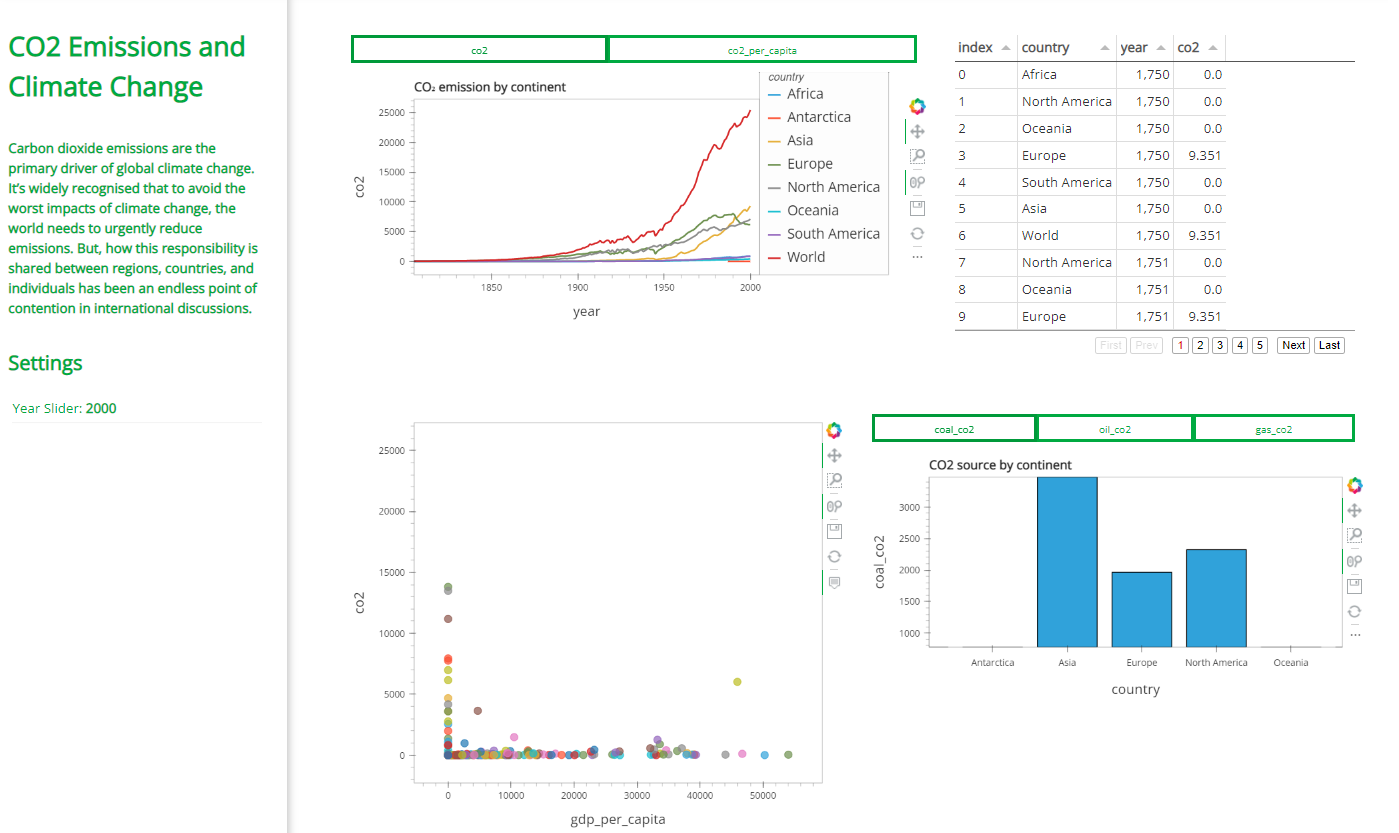 CO2 Emissions and
Climate Change
Carbon dioxide emissions are the
primary driver of global climate change.
It's widely recognised that to avoid the
worst impacts of climate change, the
world needs to urgently reduce
emissions. But, how this responsibility is
shared between regions, countries, and
individuals has been an endless point of
contention in international discussions.
Settings
Year Slider: 2000
co2
co2_per_capita
CO₂ emission by continent
25000
20000
15000
10000
5000
0
co2
1850
1900
1950
2000
year
country
Africa
Antarctica
Asia
Europe
North America
Oceania
South America
World
index country year co2
0 Africa 1,750 0.0
1 North America 1,750 0.0
2 Oceania 1,750 0.0
3 Europe 1,750 9.351
4 South America 1,750 0.0
5 Asia 1,750 0.0
6 World 1,750 9.351
7 North America 1,751 0.0
8 Oceania 1,751 0.0
9 Europe 1,751 9.351
First Prev 1 2 3 4 5 Next Last
25000
20000
15000
10000
5000
0
co2
0
10000
20000
30000
40000
50000
gdp_per_capita
coal_co2
oil_co2
gas_co2
CO2 source by continent
3000
2500
2000
1500
1000
coal_co2
Antarctica
Asia
Europe
North America
Oceania
country